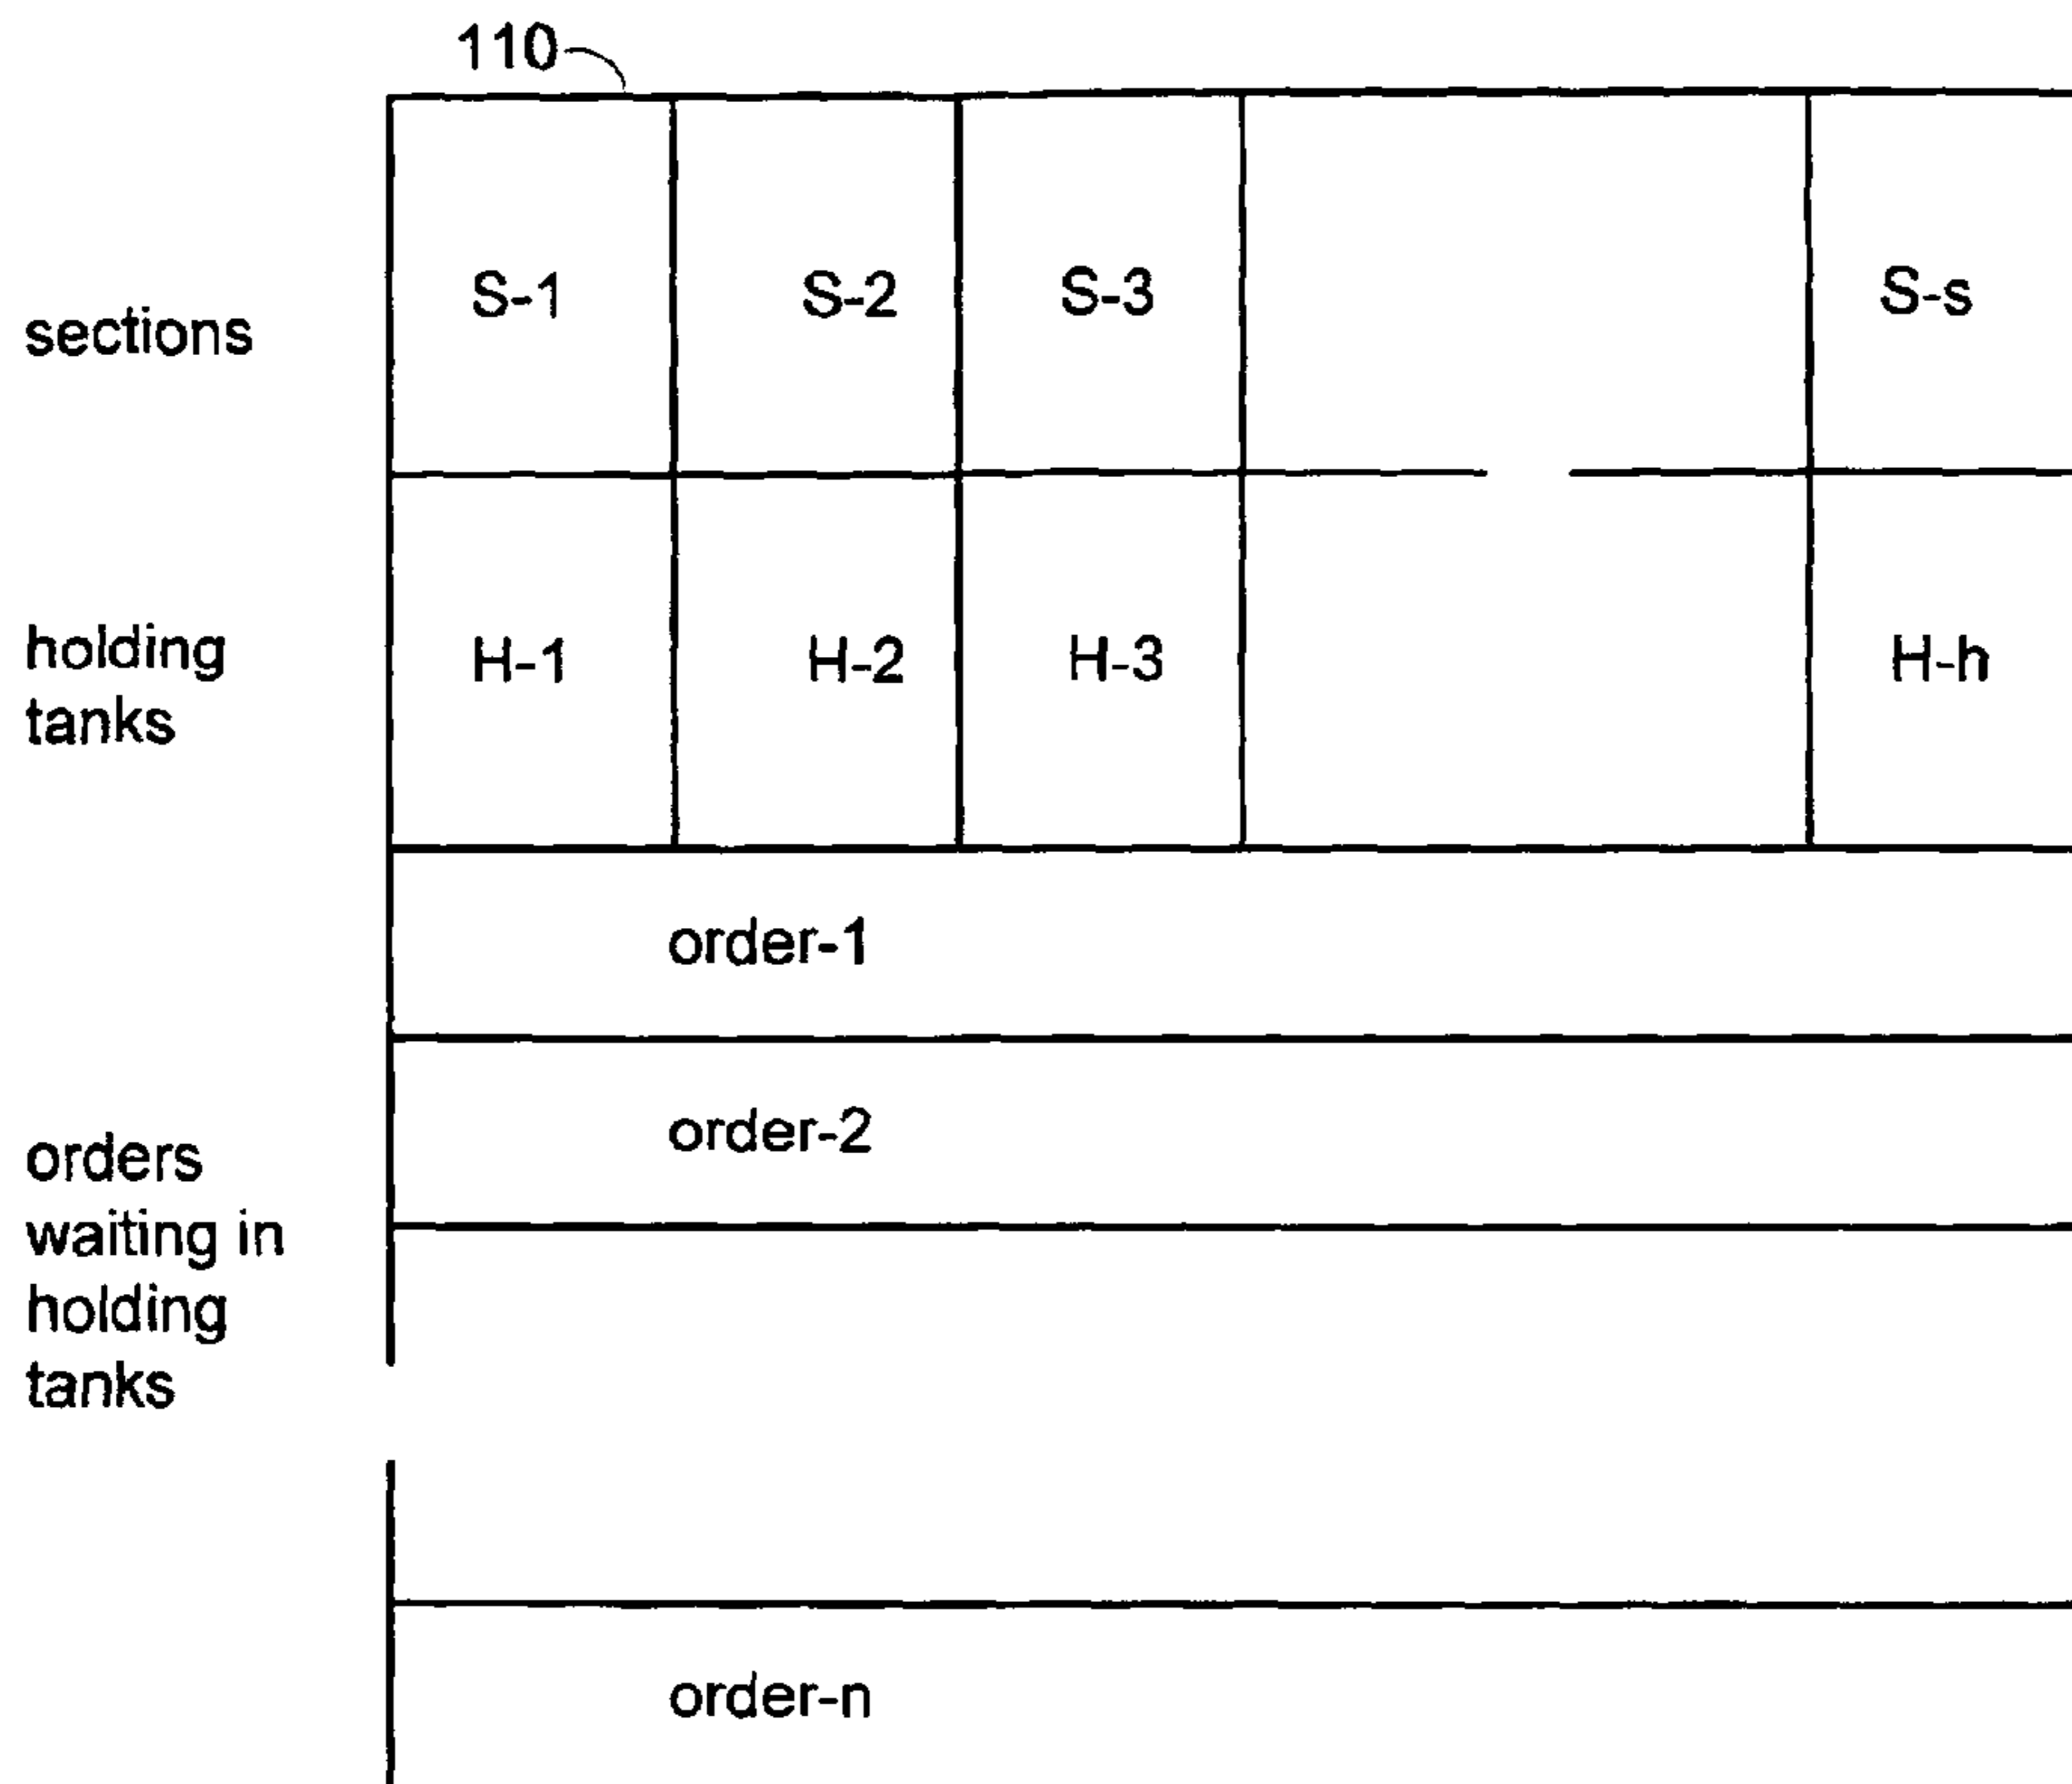 110
sections
S-1 S-2 S-3 S-s
holding
tanks
H-1 H-2 H-3 H-h
order-1
order-2
orders
waiting in
holding
tanks
order-n